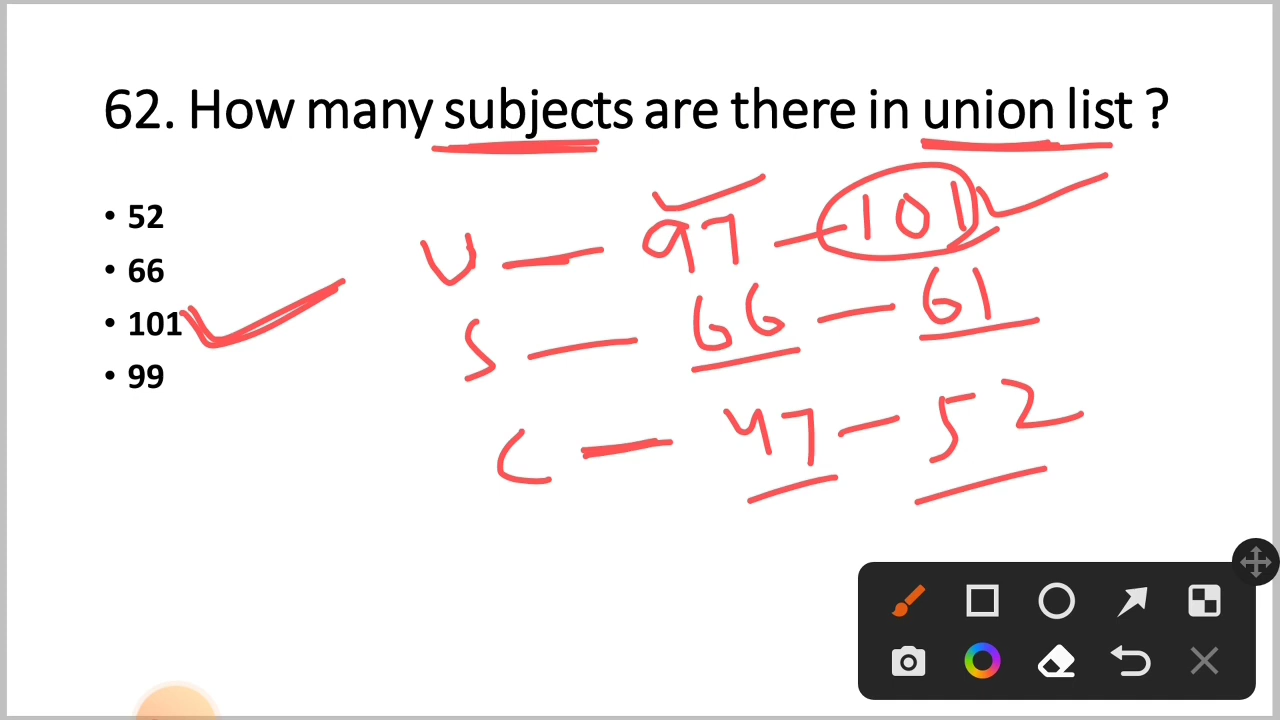 62. How many subjects are there in union list ?
• 52
• 66
• 101
• 99
U — 97 — 101
S — 66 — 61
C — 47 — 52